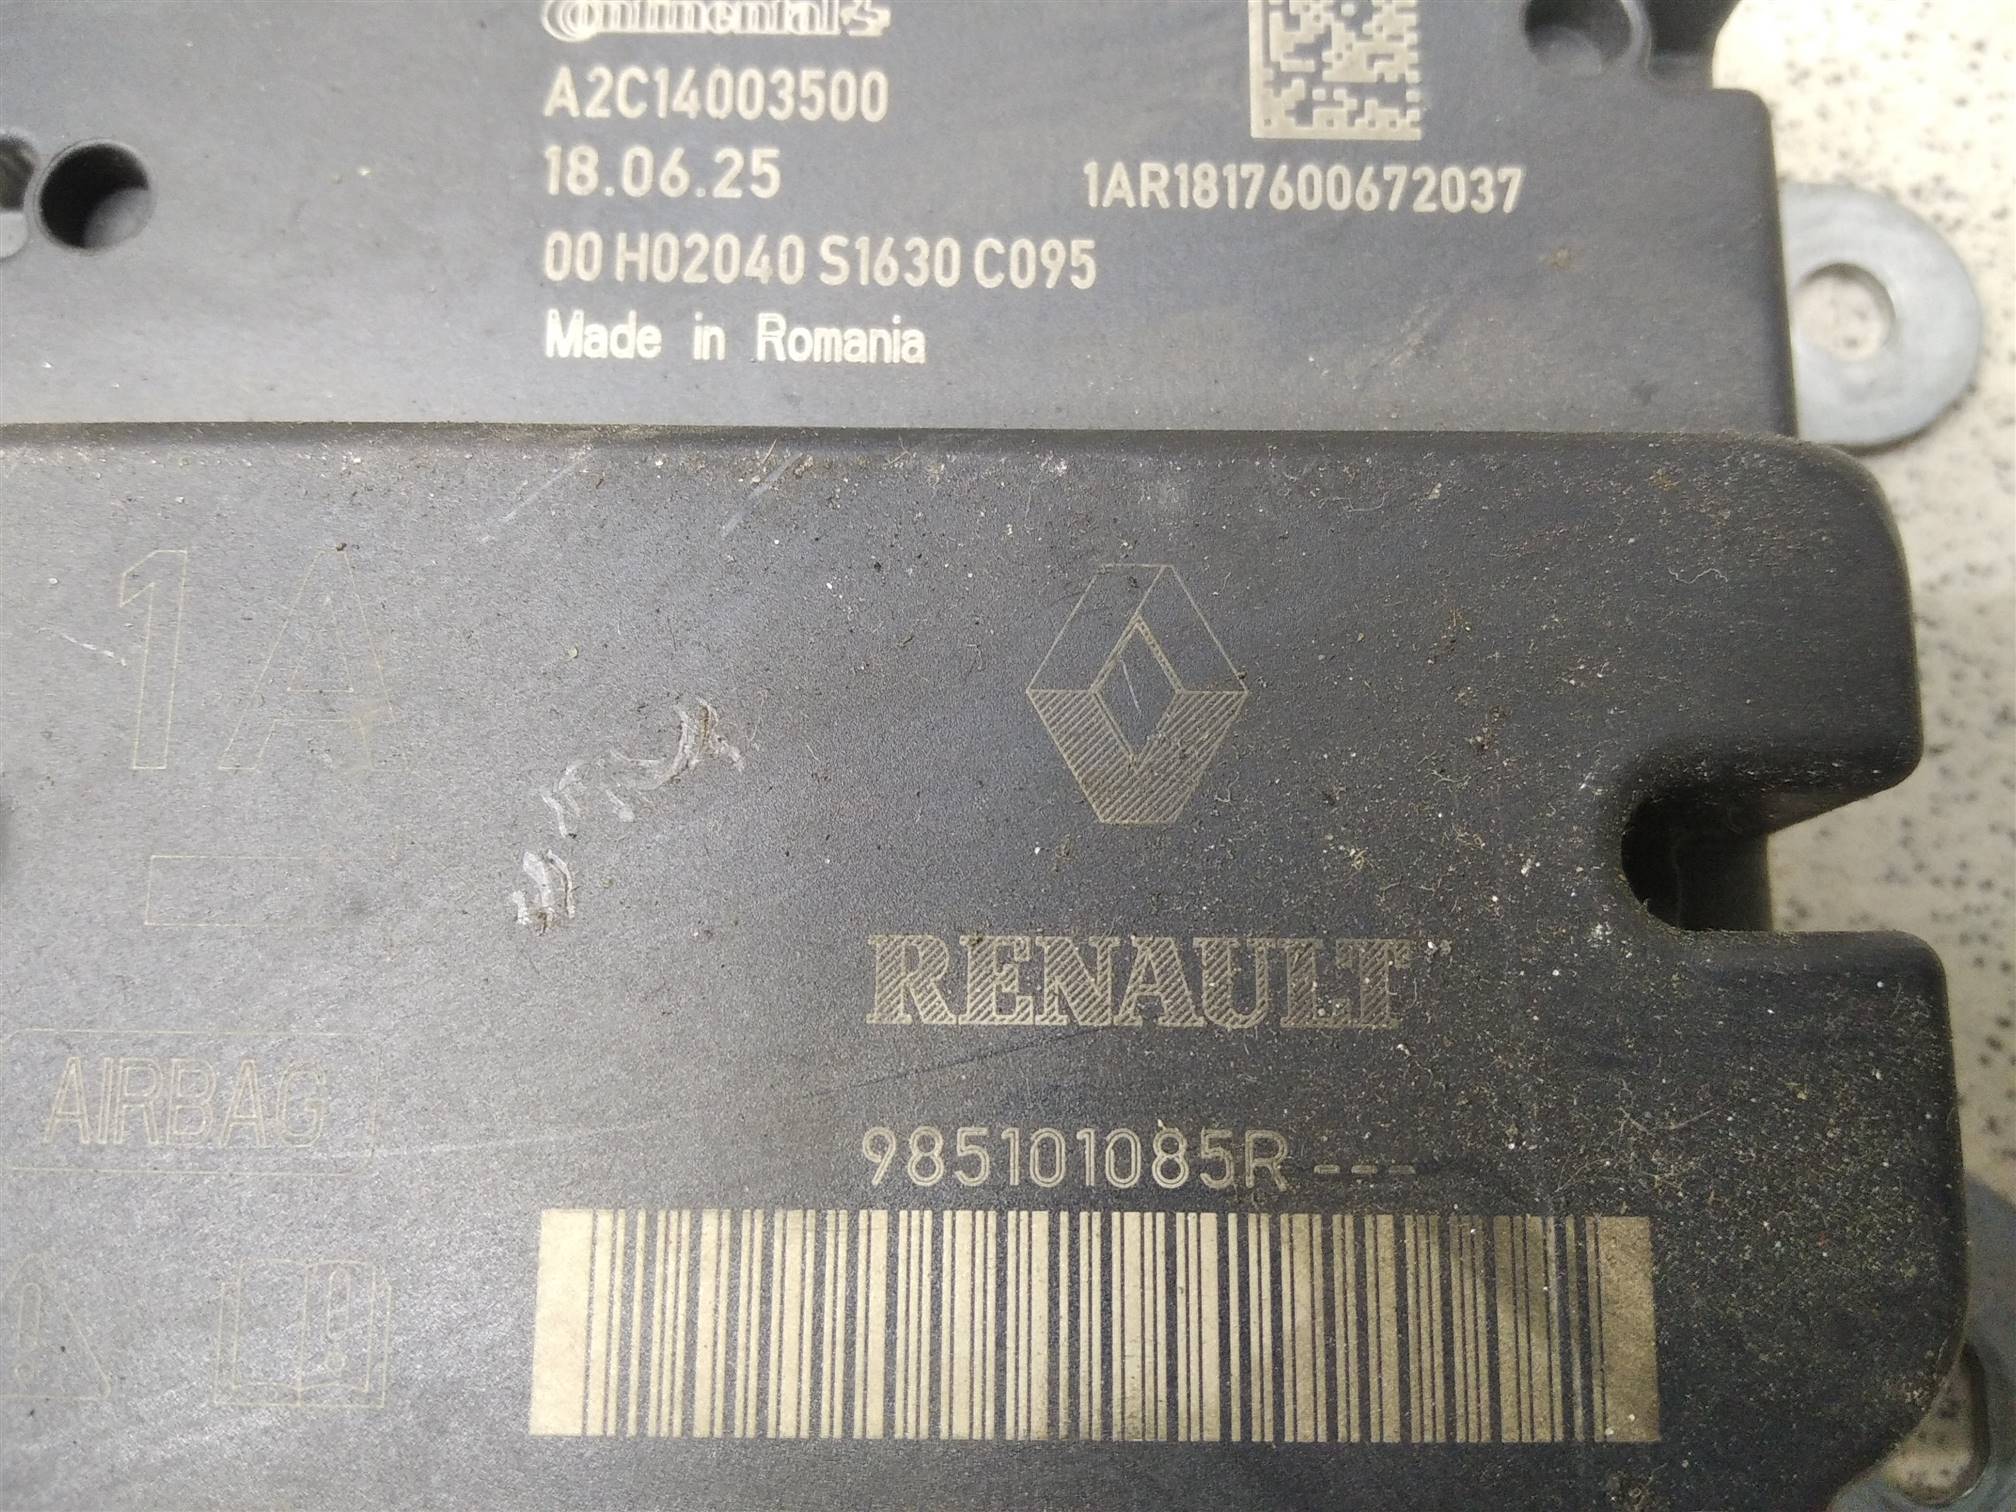 Continental
A2C14003500
18.06.25
1AR1817600672037
00 H02040 S1630 C095
Made in Romania
1A
RENAULT
AIRBAG
985101085R ---